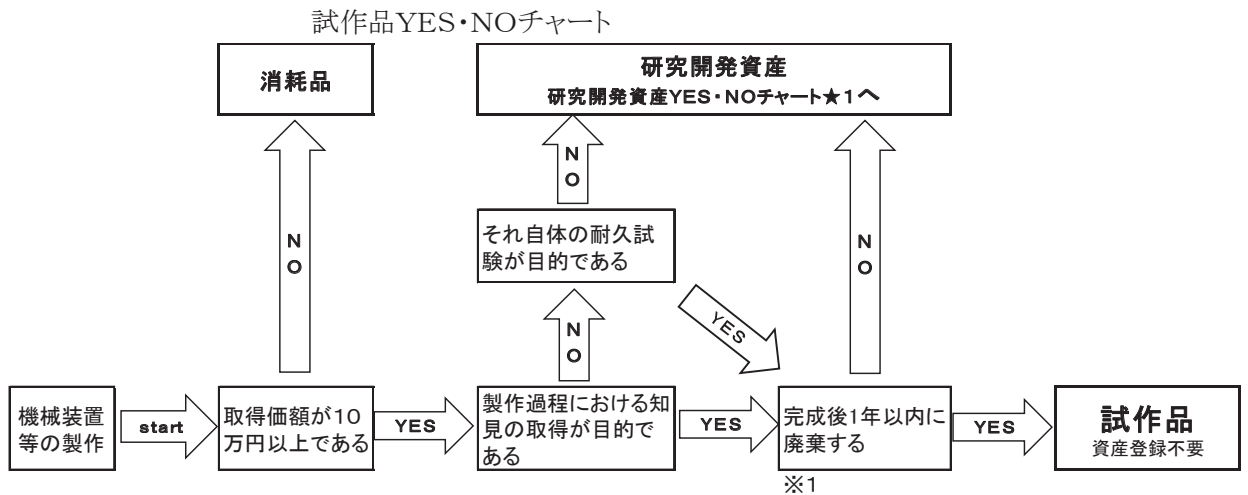 試作品YES・NOチャート
消耗品
研究開発資産
研究開発資産YES・NOチャート★1へ
NO
NO
NO
それ自体の耐久試
験が目的である
YES
NO
機械装置
等の製作
start
取得価額が10
万円以上である
YES
製作過程における知
見の取得が目的で
ある
YES
完成後1年以内に
廃棄する
YES
試作品
資産登録不要
※1